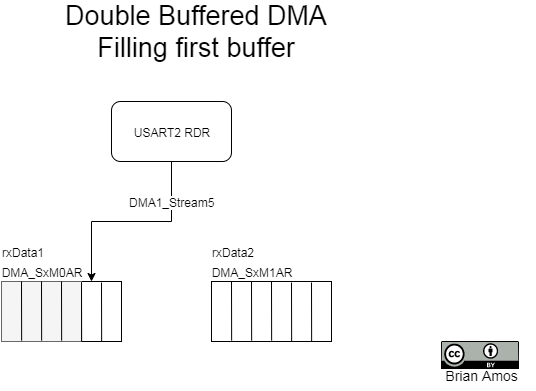 Double Buffered DMA
Filling first buffer
USART2 RDR
DMA1_Stream5
rxData1
DMA_SxM0AR
rxData2
DMA_SxM1AR
cc
BY
Brian Amos